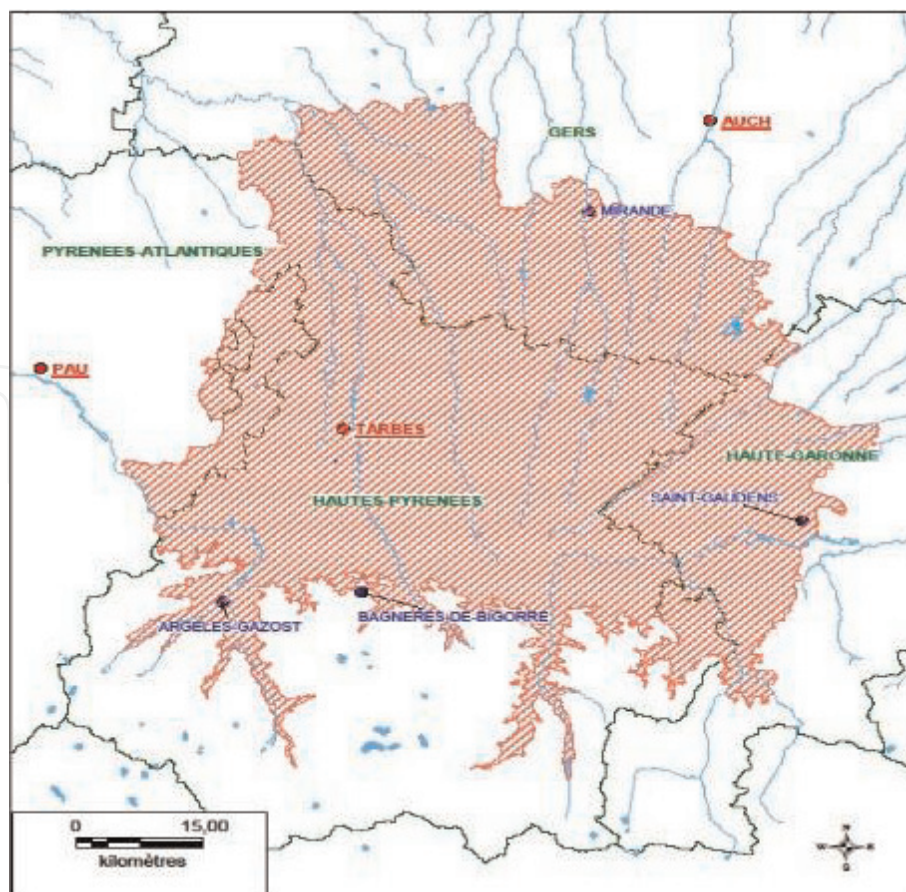 AUCH
GERS
MIRANDE
PYRENEES-ATLANTIQUES
PAU
TARBES
HAUTE-GARONNE
HAUTES-PYRENEES
SAINT-GAUDENS
BAGNERES-DE-BIGORRE
ARGELES-GAZOST
0 15,00
kilomètres
N
W E
S